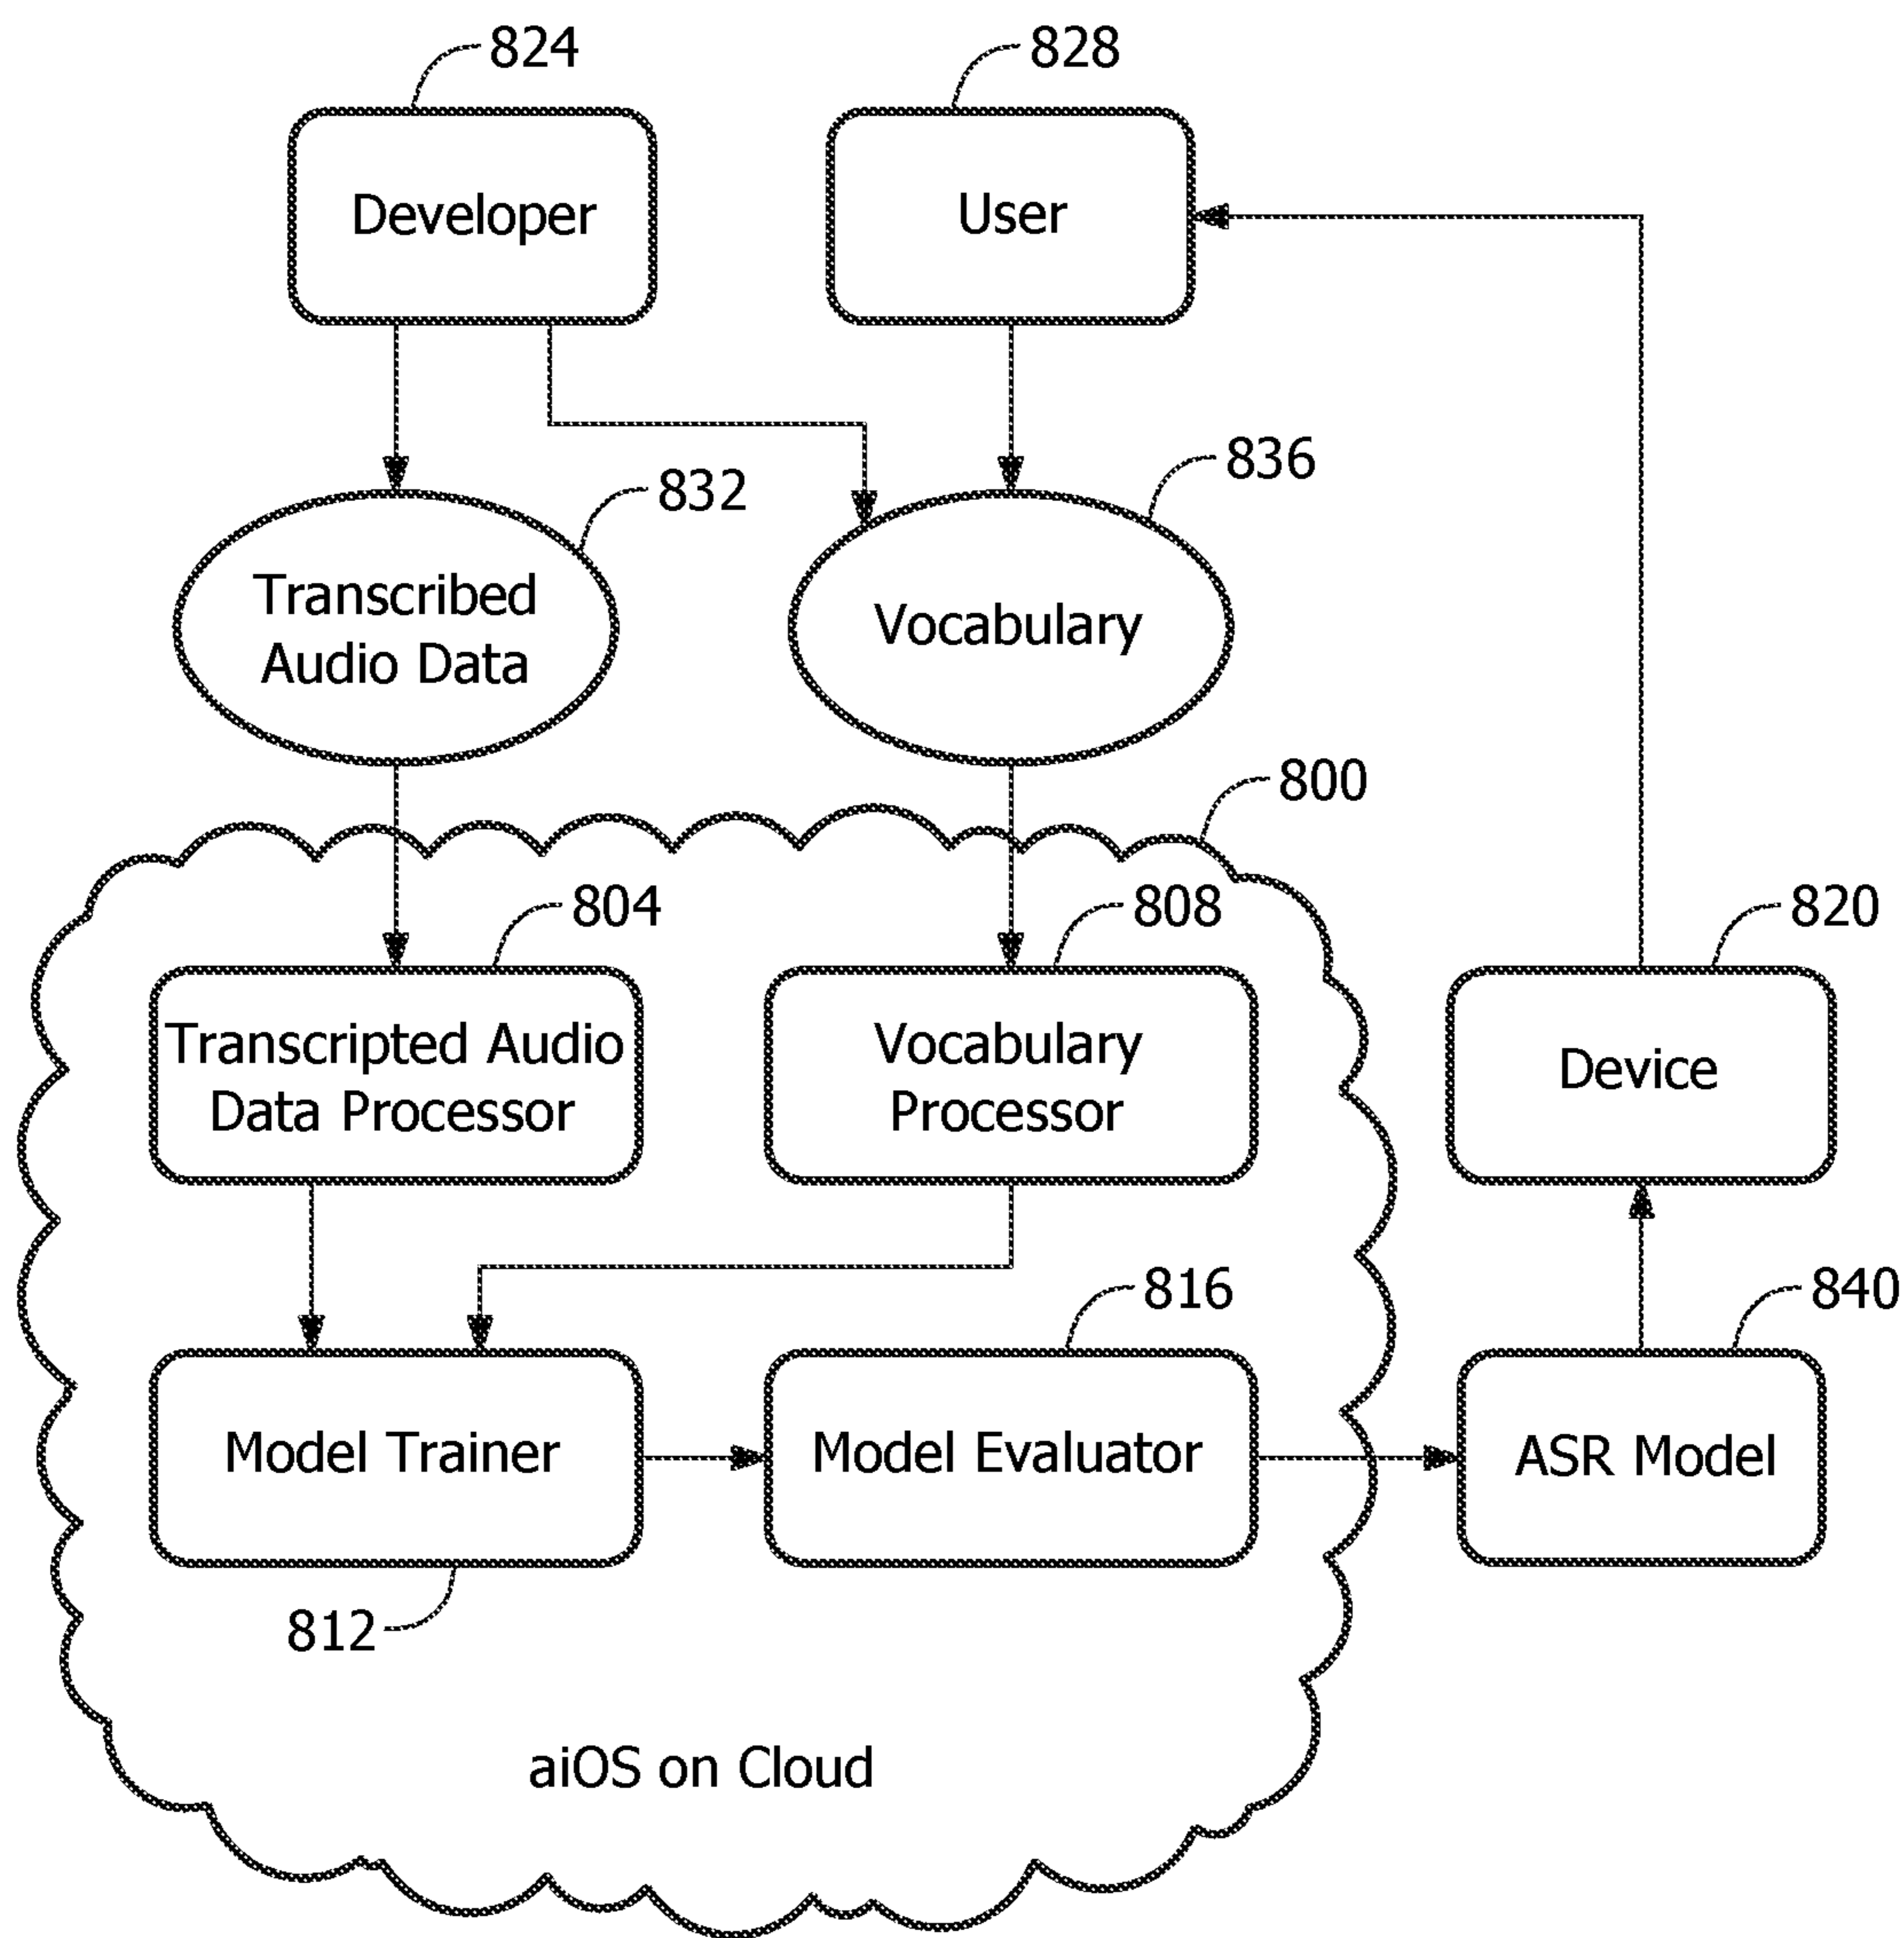 824
828
Developer
User
832
836
Transcribed
Audio Data
Vocabulary
800
804
808
820
Transcripted Audio
Data Processor
Vocabulary
Processor
Device
816
840
Model Trainer
Model Evaluator
ASR Model
812
aiOS on Cloud